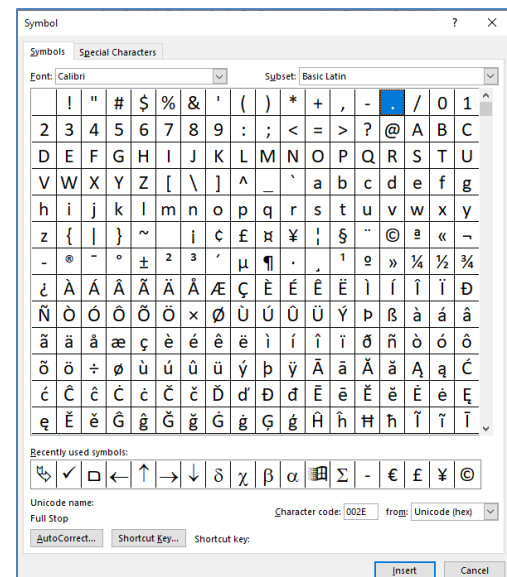 Symbol ? ×
Symbols Special Characters
Font: Calibri Subset: Basic Latin
! " # $ % & ' ( ) * + , - . / 0 1
2 3 4 5 6 7 8 9 : ; < = > ? @ A B C
D E F G H I J K L M N O P Q R S T U
V W X Y Z [ \ ] ^ _ ` a b c d e f g
h i j k l m n o p q r s t u v w x y
z { | } ~ ¡ ¢ £ ¤ ¥ ¦ § ¨ © ª « ¬
- ® ¯ ° ± ² ³ ´ µ ¶ · ¸ ¹ º » ¼ ½ ¾
¿ À Á Â Ã Ä Å Æ Ç È É Ê Ë Ì Í Î Ï Ð
Ñ Ò Ó Ô Õ Ö × Ø Ù Ú Û Ü Ý Þ ß à á â
ã ä å æ ç è é ê ë ì í î ï ð ñ ò ó ô
õ ö ÷ ø ù ú û ü ý þ ÿ Ā ā Ă ă Ą ą Ć
ć Ĉ ĉ Ċ ċ Č č Ď ď Đ đ Ē ē Ĕ ĕ Ė ė Ę
ę Ě ě Ĝ ĝ Ğ ğ Ġ ġ Ģ ģ Ĥ ĥ Ħ ħ Ĩ ĩ Ī
Recently used symbols:
✓ □ ← ↑ → ↓ δ χ β α Σ - € £ ¥ ©
Unicode name:
Full Stop
Character code: 002E from: Unicode (hex)
AutoCorrect... Shortcut Key... Shortcut key:
Insert Cancel